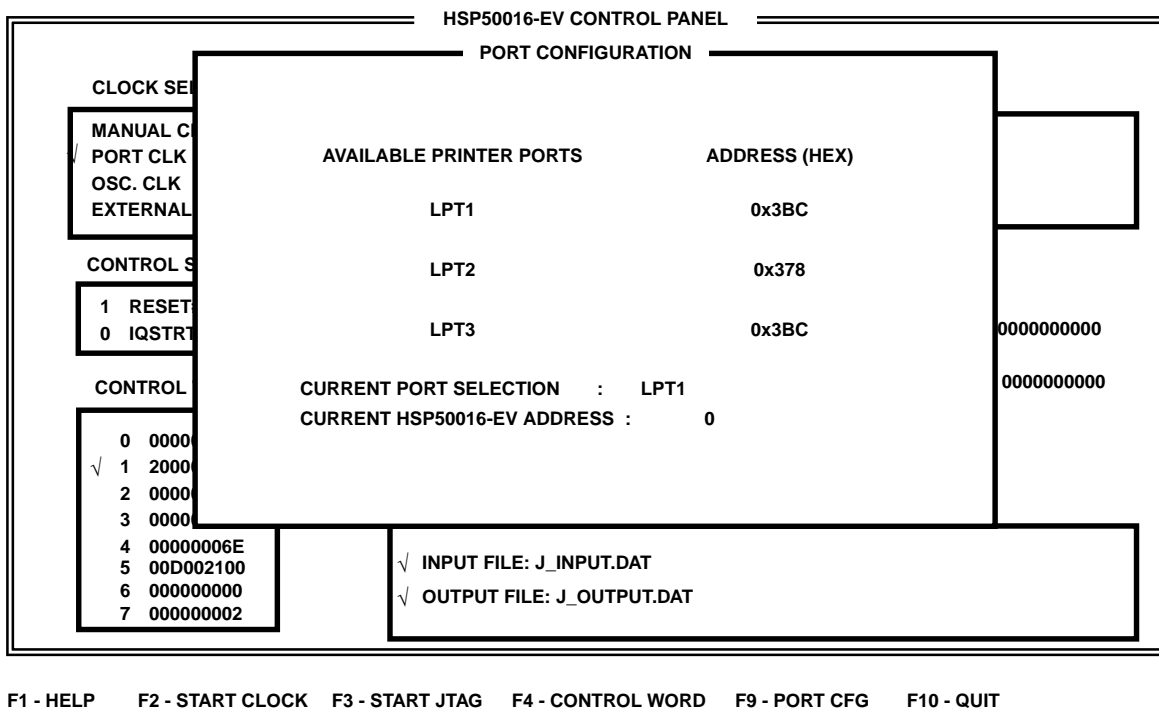 HSP50016-EV CONTROL PANEL
PORT CONFIGURATION
CLOCK SE
MANUAL C
√ PORT CLK
OSC. CLK
EXTERNAL
AVAILABLE PRINTER PORTS ADDRESS (HEX)
LPT1 0x3BC
LPT2 0x378
LPT3 0x3BC
CURRENT PORT SELECTION : LPT1
CURRENT HSP50016-EV ADDRESS : 0
CONTROL S
1 RESET
0 IQSTRT
0000000000
0000000000
CONTROL
0 0000
√ 1 2000
2 0000
3 0000
4 00000006E
5 00D002100
6 000000000
7 000000002
√ INPUT FILE: J_INPUT.DAT
√ OUTPUT FILE: J_OUTPUT.DAT
F1 - HELP F2 - START CLOCK F3 - START JTAG F4 - CONTROL WORD F9 - PORT CFG F10 - QUIT